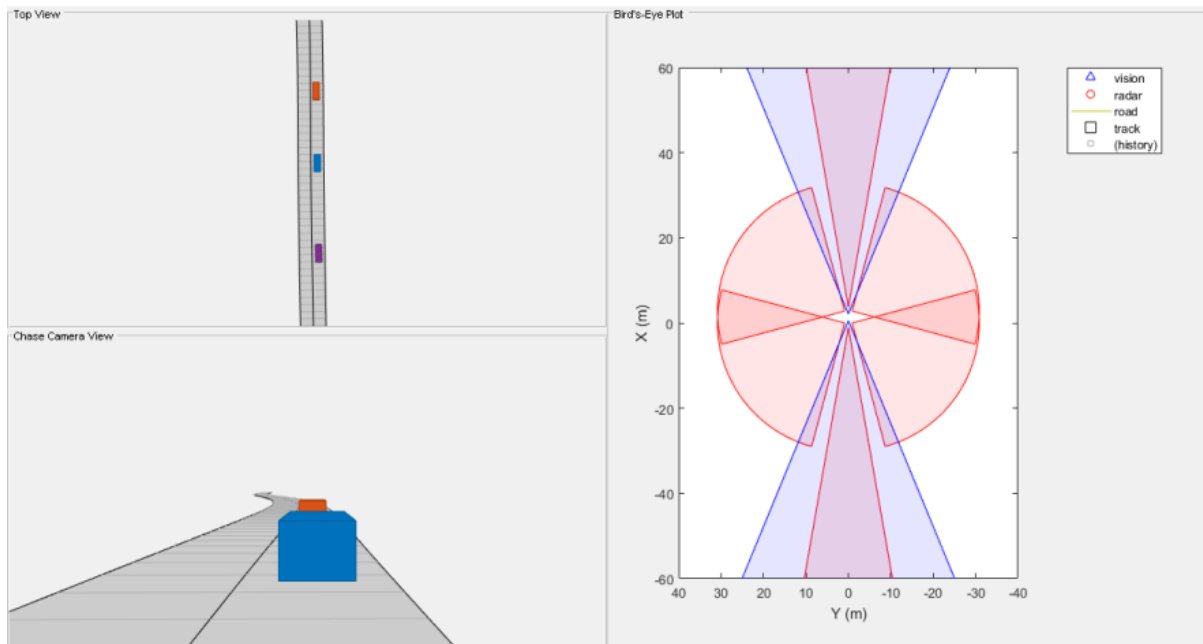 Top View
Chase Camera View
Bird's-Eye Plot
60
40
20
0
-20
-40
-60
X (m)
40 30 20 10 0 -10 -20 -30 -40
Y (m)
vision
radar
road
track
(history)